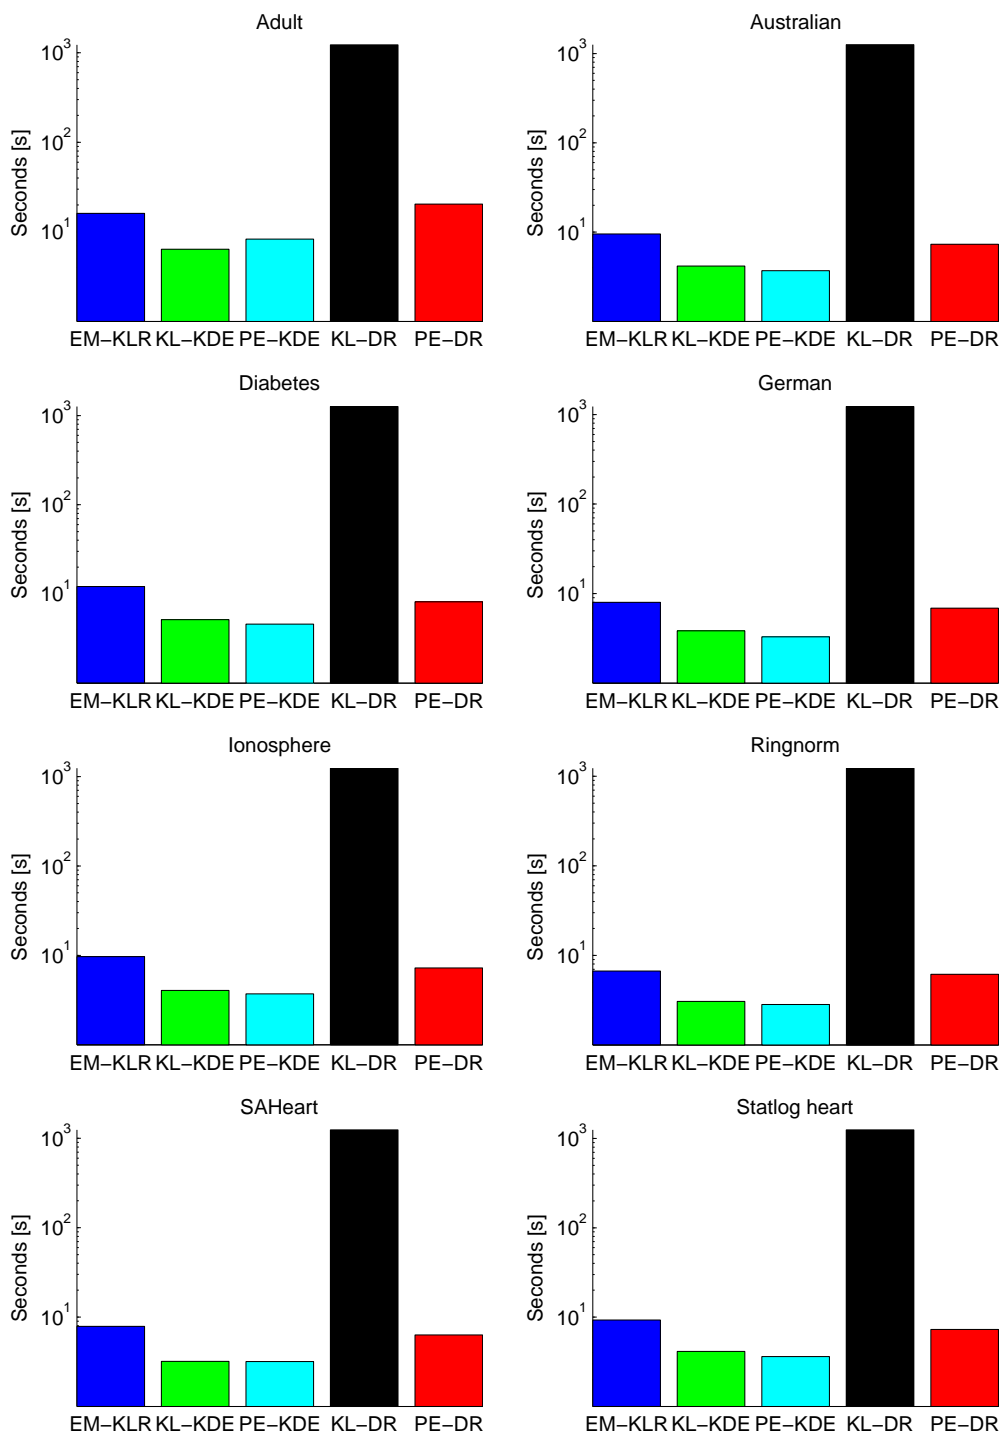 Adult
Seconds [s]
10^3
10^2
10^1
EM−KLR KL−KDE PE−KDE KL−DR PE−DR
Australian
Seconds [s]
10^3
10^2
10^1
EM−KLR KL−KDE PE−KDE KL−DR PE−DR
Diabetes
Seconds [s]
10^3
10^2
10^1
EM−KLR KL−KDE PE−KDE KL−DR PE−DR
German
Seconds [s]
10^3
10^2
10^1
EM−KLR KL−KDE PE−KDE KL−DR PE−DR
Ionosphere
Seconds [s]
10^3
10^2
10^1
EM−KLR KL−KDE PE−KDE KL−DR PE−DR
Ringnorm
Seconds [s]
10^3
10^2
10^1
EM−KLR KL−KDE PE−KDE KL−DR PE−DR
SAHeart
Seconds [s]
10^3
10^2
10^1
EM−KLR KL−KDE PE−KDE KL−DR PE−DR
Statlog heart
Seconds [s]
10^3
10^2
10^1
EM−KLR KL−KDE PE−KDE KL−DR PE−DR